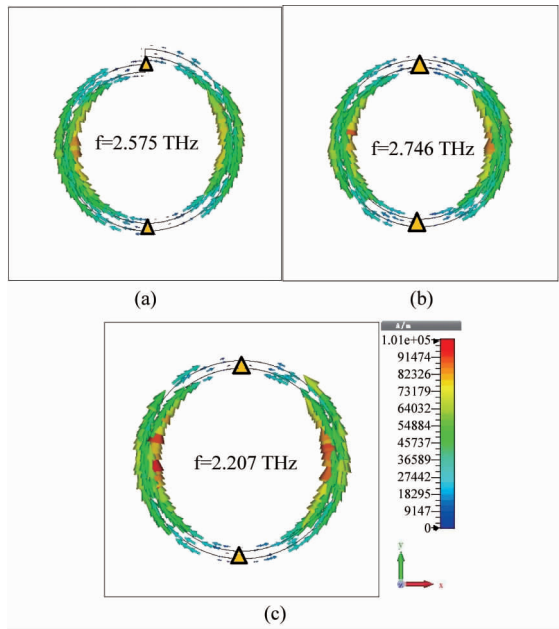 f=2.575 THz
f=2.746 THz
(a)
(b)
f=2.207 THz
A/m
1.01e+05
91474
82326
73179
64032
54884
45737
36589
27442
18295
9147
0
y
x
(c)